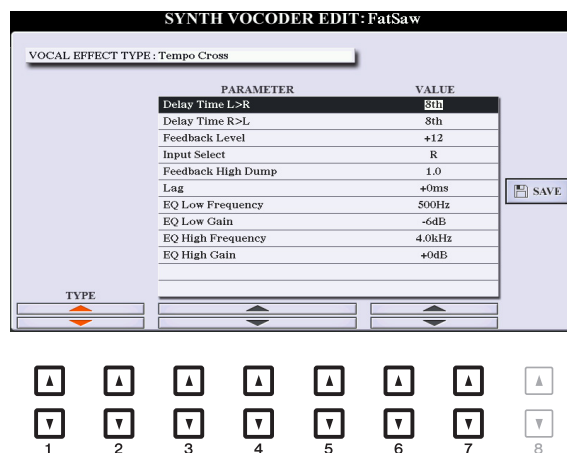 SYNTH VOCODER EDIT: FatSaw
VOCAL EFFECT TYPE : Tempo Cross
PARAMETER VALUE
Delay Time L>R 8th
Delay Time R>L 8th
Feedback Level +12
Input Select R
Feedback High Dump 1.0
Lag +0ms
EQ Low Frequency 500Hz
EQ Low Gain -6dB
EQ High Frequency 4.0kHz
EQ High Gain +0dB
SAVE
TYPE
1 2 3 4 5 6 7 8